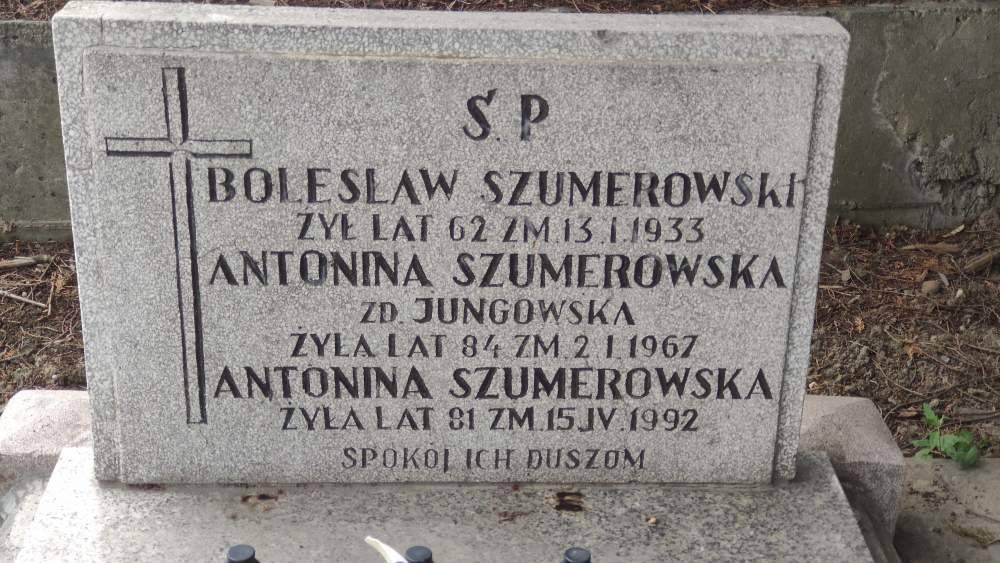 Ś. P
BOLESŁAW SZUMEROWSKI
ŻYŁ LAT 62 ZM. 13.I.1933
ANTONINA SZUMEROWSKA
ZD. JUNGOWSKA
ŻYŁA LAT 84 ZM 2 I.1967
ANTONINA SZUMEROWSKA
ŻYŁA LAT 81 ZM.15.IV.1992
SPOKÓJ ICH DUSZOM